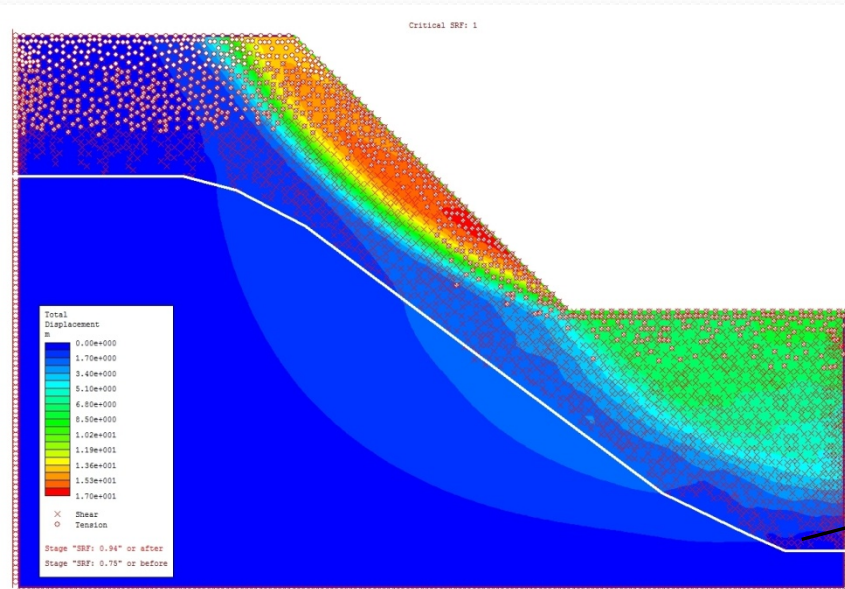 Critical SRF: 1
Total
Displacement
m
0.00e+000
1.70e+000
3.40e+000
5.10e+000
6.80e+000
8.50e+000
1.02e+001
1.19e+001
1.36e+001
1.53e+001
1.70e+001
Shear
Tension
Stage "SRF: 0.94" or after
Stage "SRF: 0.75" or before